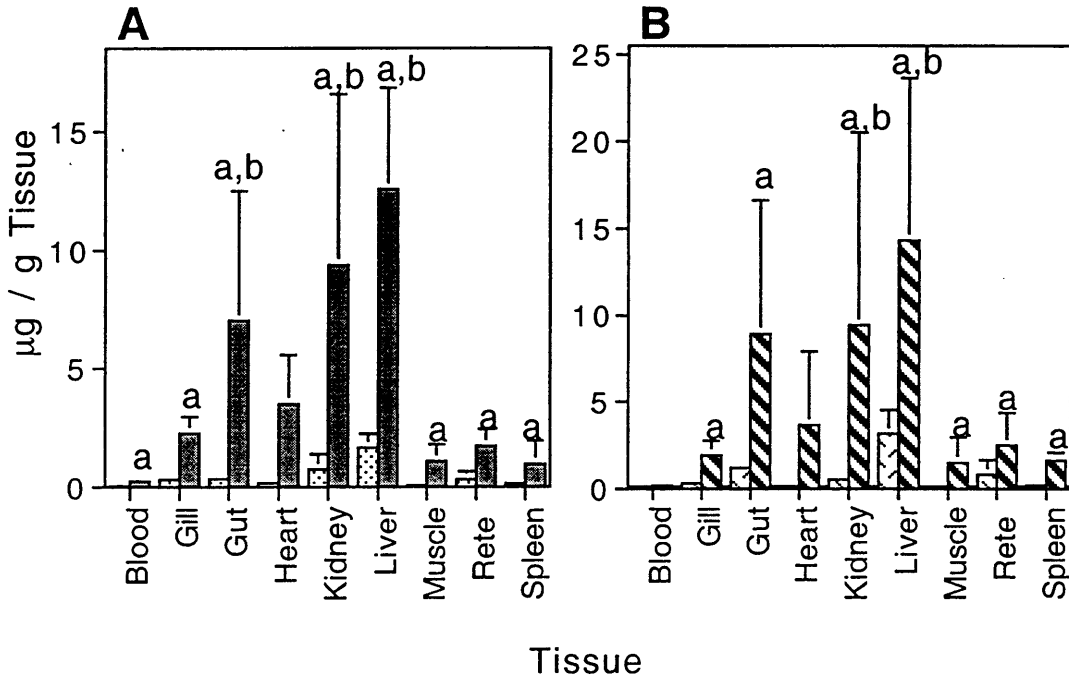 A
B
µg / g Tissue
15
10
5
0
a
a
a,b
a,b
a,b
a
a
a
Blood
Gill
Gut
Heart
Kidney
Liver
Muscle
Rete
Spleen
25
20
15
10
5
0
a
a
a,b
a,b
a
a
a
Blood
Gill
Gut
Heart
Kidney
Liver
Muscle
Rete
Spleen
Tissue